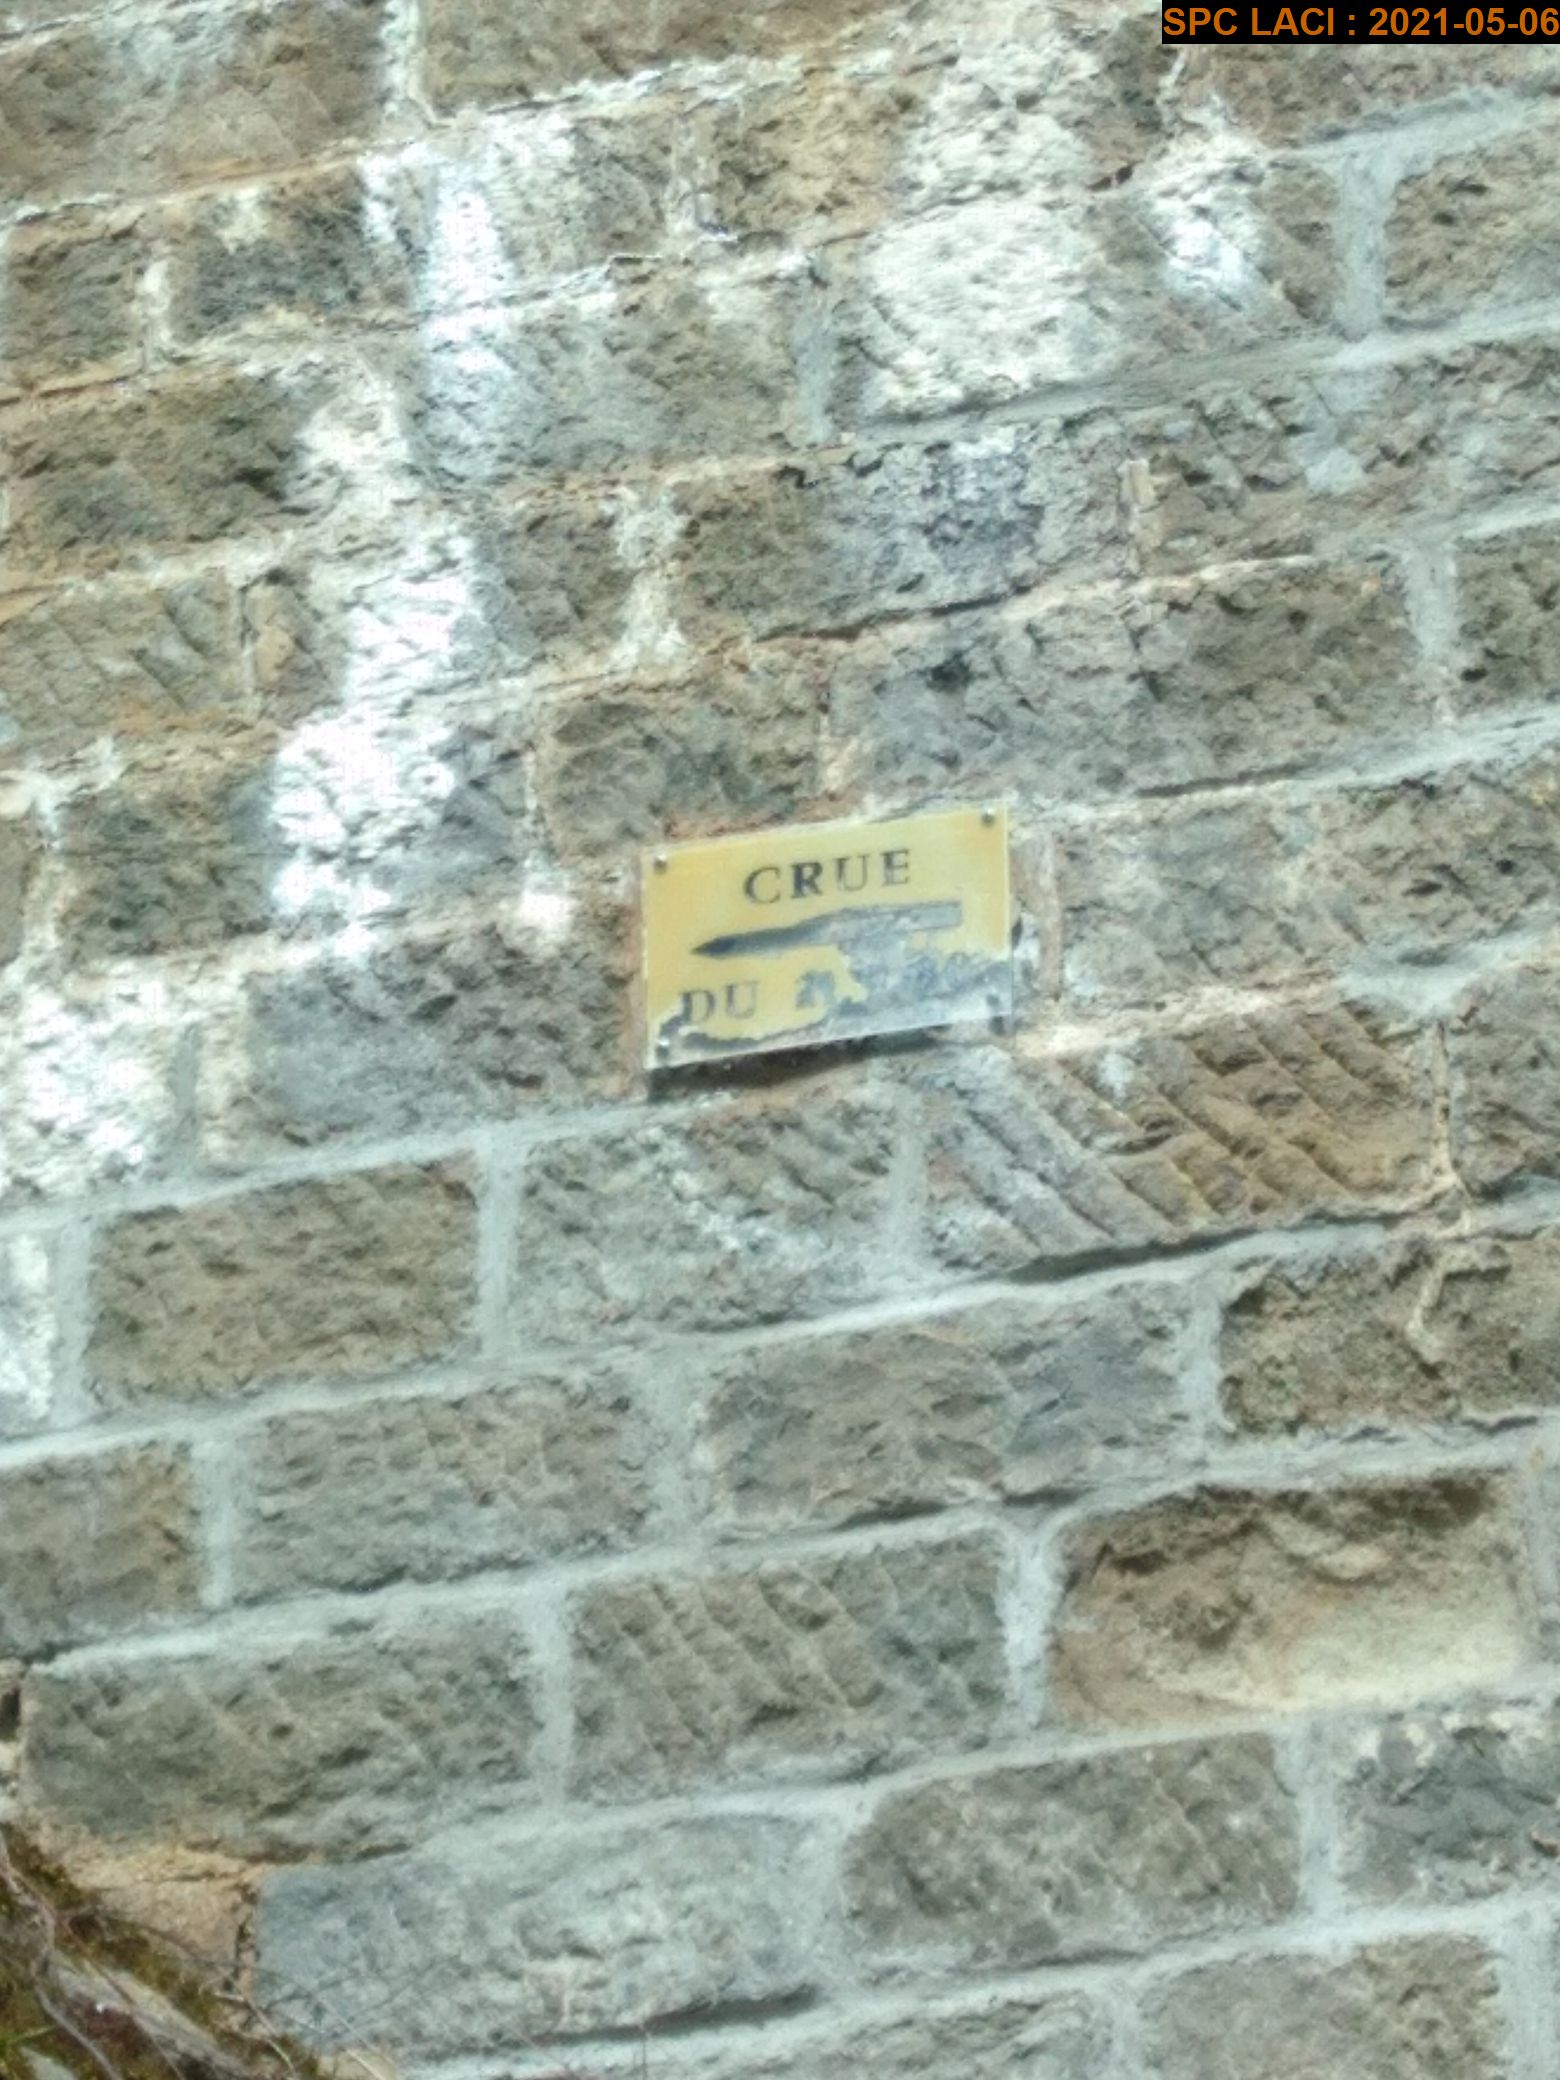 SPC LACI : 2021-05-06
CRUE
DU